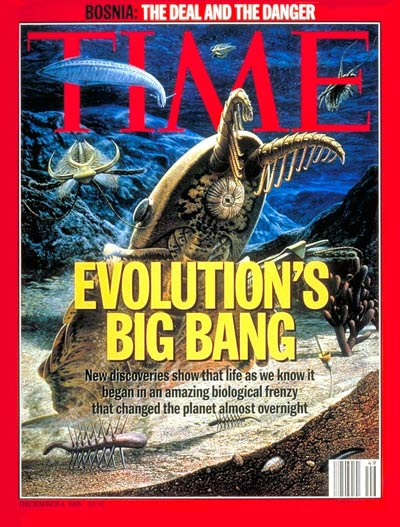 BOSNIA: THE DEAL AND THE DANGER
TIME
EVOLUTION'S
BIG BANG
New discoveries show that life as we know it
began in an amazing biological frenzy
that changed the planet almost overnight
49